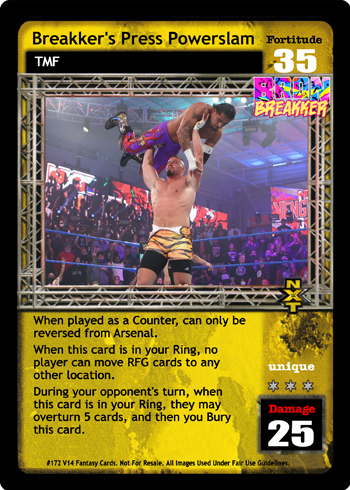 Breakker's Press Powerslam
Fortitude
35
TMF
BRON
BREAKKER
NXT
When played as a Counter, can only be
reversed from Arsenal.
When this card is in your Ring, no
player can move RFG cards to any
other location.
During your opponent's turn, when
this card is in your Ring, they may
overturn 5 cards, and then you Bury
this card.
unique
Damage
25
#172 V14 Fantasy Cards. Not For Resale. All Images Used Under Fair Use Guidelines.